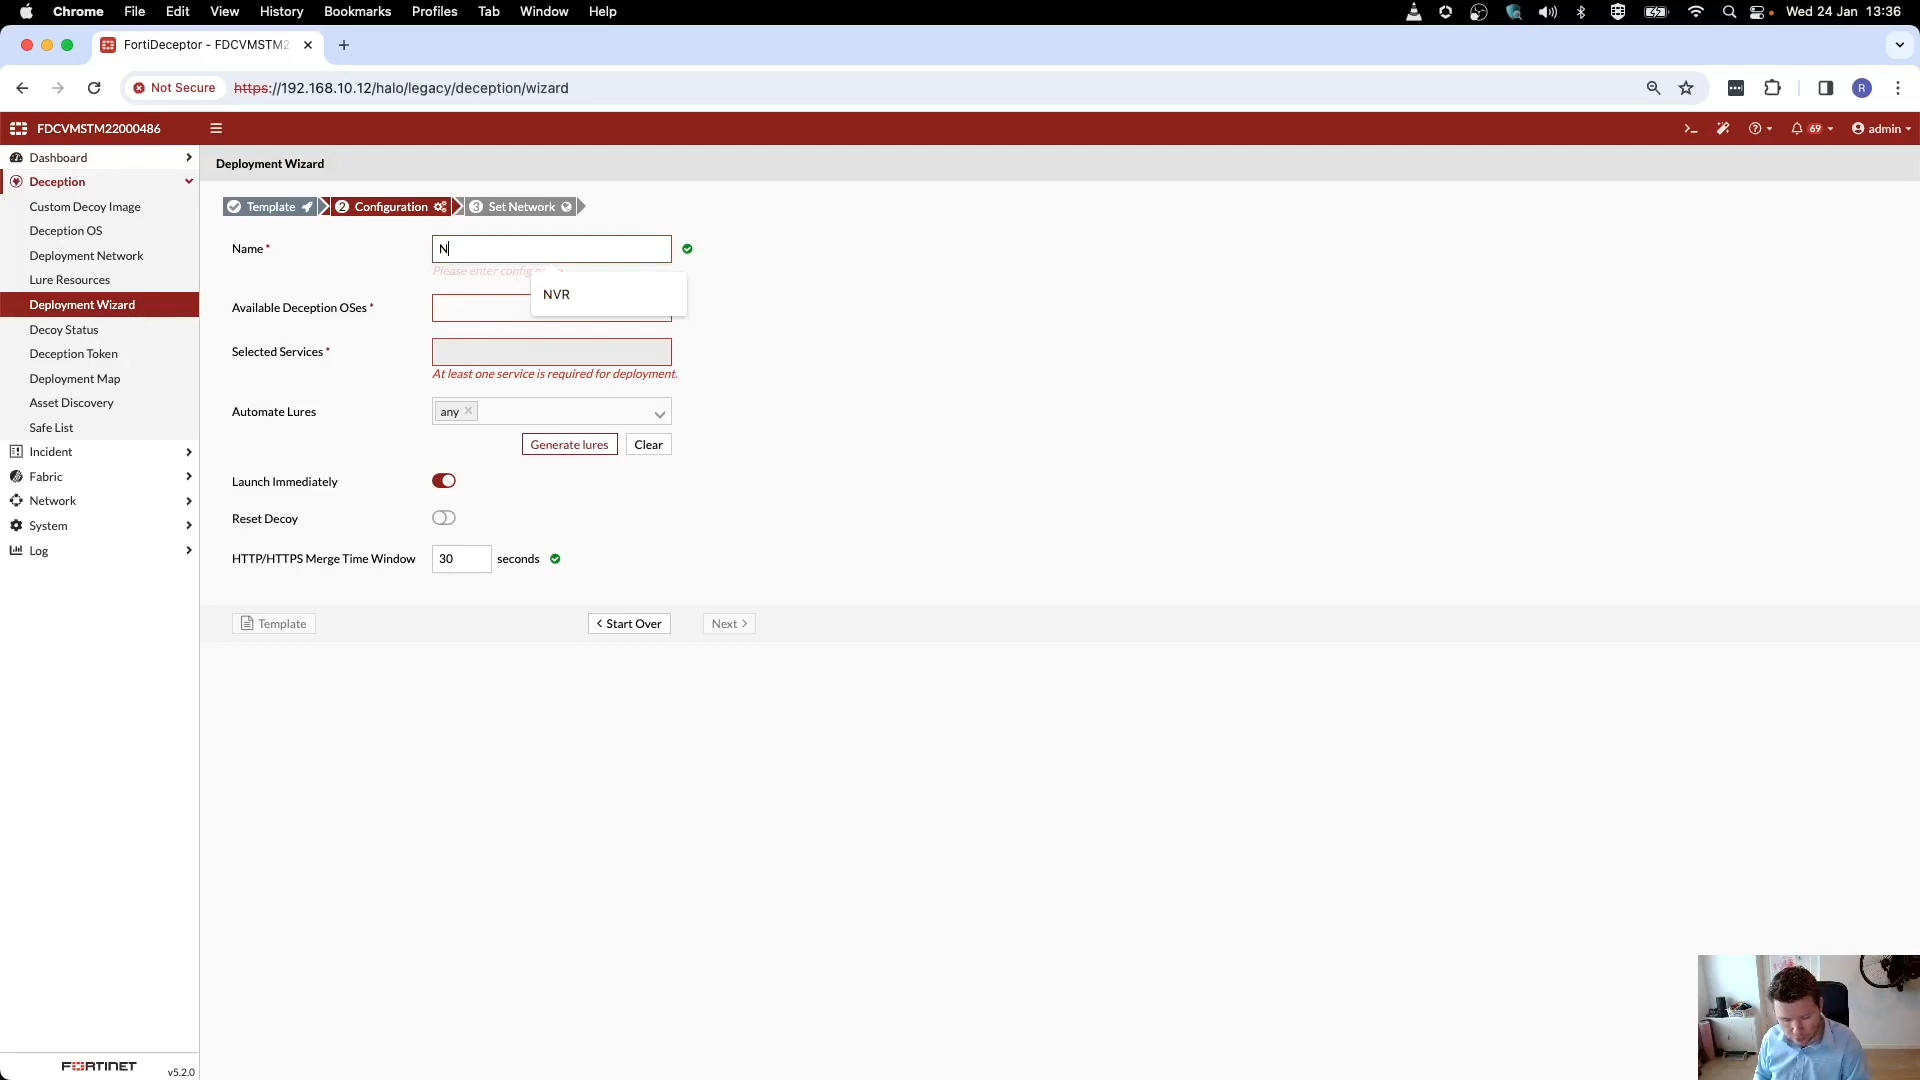 Chrome File Edit View History Bookmarks Profiles Tab Window Help Wed 24 Jan 13:36
FortiDeceptor - FDCVMSTM2
Not Secure https://192.168.10.12/halo/legacy/deception/wizard R
FDCVMSTM22000486 69 admin
Dashboard
Deception
Custom Decoy Image
Deception OS
Deployment Network
Lure Resources
Deployment Wizard
Decoy Status
Deception Token
Deployment Map
Asset Discovery
Safe List
Incident
Fabric
Network
System
Log
FORTINET v5.2.0
Deployment Wizard
Template 2 Configuration 3 Set Network
Name * N
Please enter config
NVR
Available Deception OSes *
Selected Services *
At least one service is required for deployment.
Automate Lures any
Generate lures Clear
Launch Immediately
Reset Decoy
HTTP/HTTPS Merge Time Window 30 seconds
Template < Start Over Next >